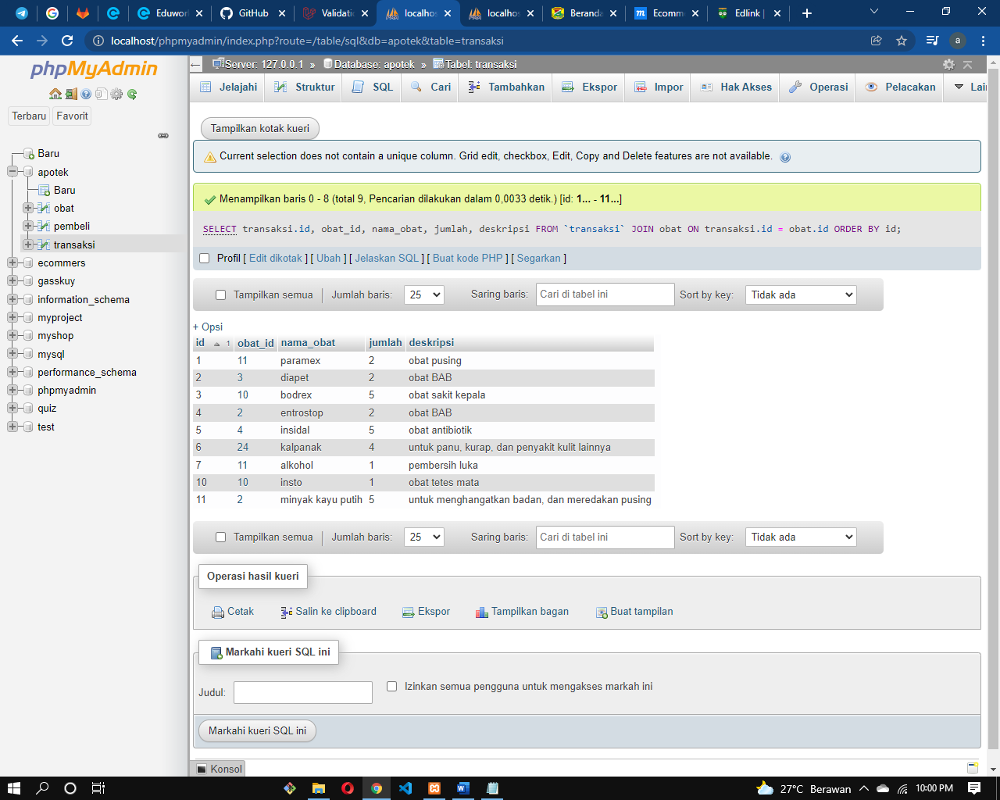 Eduwor
GitHub
Validati
localhos
localhos
Beranda
Ecomm
Edlink |
localhost/phpmyadmin/index.php?route=/table/sql&db=apotek&table=transaksi
a
phpMyAdmin
Terbaru Favorit
Baru
apotek
Baru
obat
pembeli
transaksi
ecommers
gasskuy
information_schema
myproject
myshop
mysql
performance_schema
phpmyadmin
quiz
test
Server: 127.0.0.1 » Database: apotek » Tabel: transaksi
Jelajahi Struktur SQL Cari Tambahkan Ekspor Impor Hak Akses Operasi Pelacakan Lai
Tampilkan kotak kueri
Current selection does not contain a unique column. Grid edit, checkbox, Edit, Copy and Delete features are not available.
Menampilkan baris 0 - 8 (total 9, Pencarian dilakukan dalam 0,0033 detik.) [id: 1... - 11...]
SELECT transaksi.id, obat_id, nama_obat, jumlah, deskripsi FROM `transaksi` JOIN obat ON transaksi.id = obat.id ORDER BY id;
Profil [ Edit dikotak ] [ Ubah ] [ Jelaskan SQL ] [ Buat kode PHP ] [ Segarkan ]
Tampilkan semua Jumlah baris: 25 Saring baris: Cari di tabel ini Sort by key: Tidak ada
+ Opsi
id 1 obat_id nama_obat jumlah deskripsi
1 11 paramex 2 obat pusing
2 3 diapet 2 obat BAB
3 10 bodrex 5 obat sakit kepala
4 2 entrostop 2 obat BAB
5 4 insidal 5 obat antibiotik
6 24 kalpanak 4 untuk panu, kurap, dan penyakit kulit lainnya
7 11 alkohol 1 pembersih luka
10 10 insto 1 obat tetes mata
11 2 minyak kayu putih 5 untuk menghangatkan badan, dan meredakan pusing
Tampilkan semua Jumlah baris: 25 Saring baris: Cari di tabel ini Sort by key: Tidak ada
Operasi hasil kueri
Cetak Salin ke clipboard Ekspor Tampilkan bagan Buat tampilan
Markahi kueri SQL ini
Judul: Izinkan semua pengguna untuk mengakses markah ini
Markahi kueri SQL ini
Konsol
27°C Berawan 10:00 PM